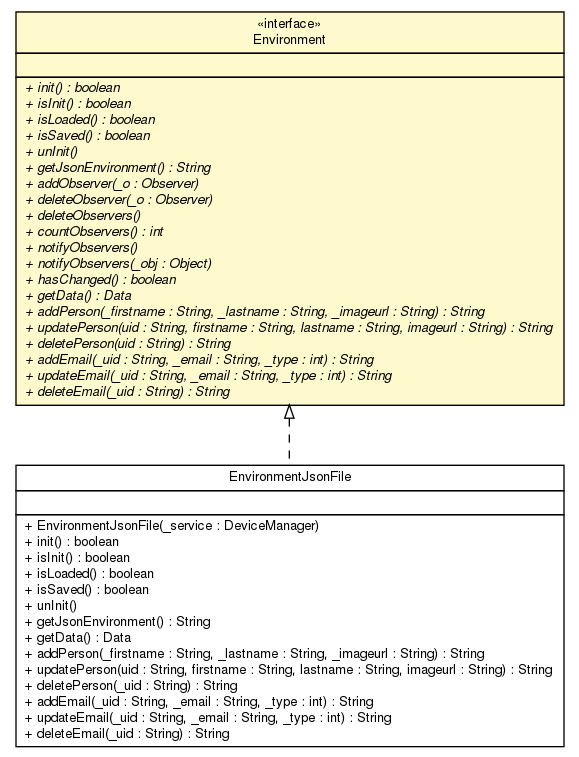 «interface»
Environment
+ init() : boolean
+ isInit() : boolean
+ isLoaded() : boolean
+ isSaved() : boolean
+ unInit()
+ getJsonEnvironment() : String
+ addObserver(_o : Observer)
+ deleteObserver(_o : Observer)
+ deleteObservers()
+ countObservers() : int
+ notifyObservers()
+ notifyObservers(_obj : Object)
+ hasChanged() : boolean
+ getData() : Data
+ addPerson(_firstname : String, _lastname : String, _imageurl : String) : String
+ updatePerson(uid : String, firstname : String, lastname : String, imageurl : String) : String
+ deletePerson(uid : String) : String
+ addEmail(_uid : String, _email : String, _type : int) : String
+ updateEmail(_uid : String, _email : String, _type : int) : String
+ deleteEmail(_uid : String) : String
EnvironmentJsonFile
+ EnvironmentJsonFile(_service : DeviceManager)
+ init() : boolean
+ isInit() : boolean
+ isLoaded() : boolean
+ isSaved() : boolean
+ unInit()
+ getJsonEnvironment() : String
+ getData() : Data
+ addPerson(_firstname : String, _lastname : String, _imageurl : String) : String
+ updatePerson(uid : String, firstname : String, lastname : String, imageurl : String) : String
+ deletePerson(_uid : String) : String
+ addEmail(_uid : String, _email : String, _type : int) : String
+ updateEmail(_uid : String, _email : String, _type : int) : String
+ deleteEmail(_uid : String) : String